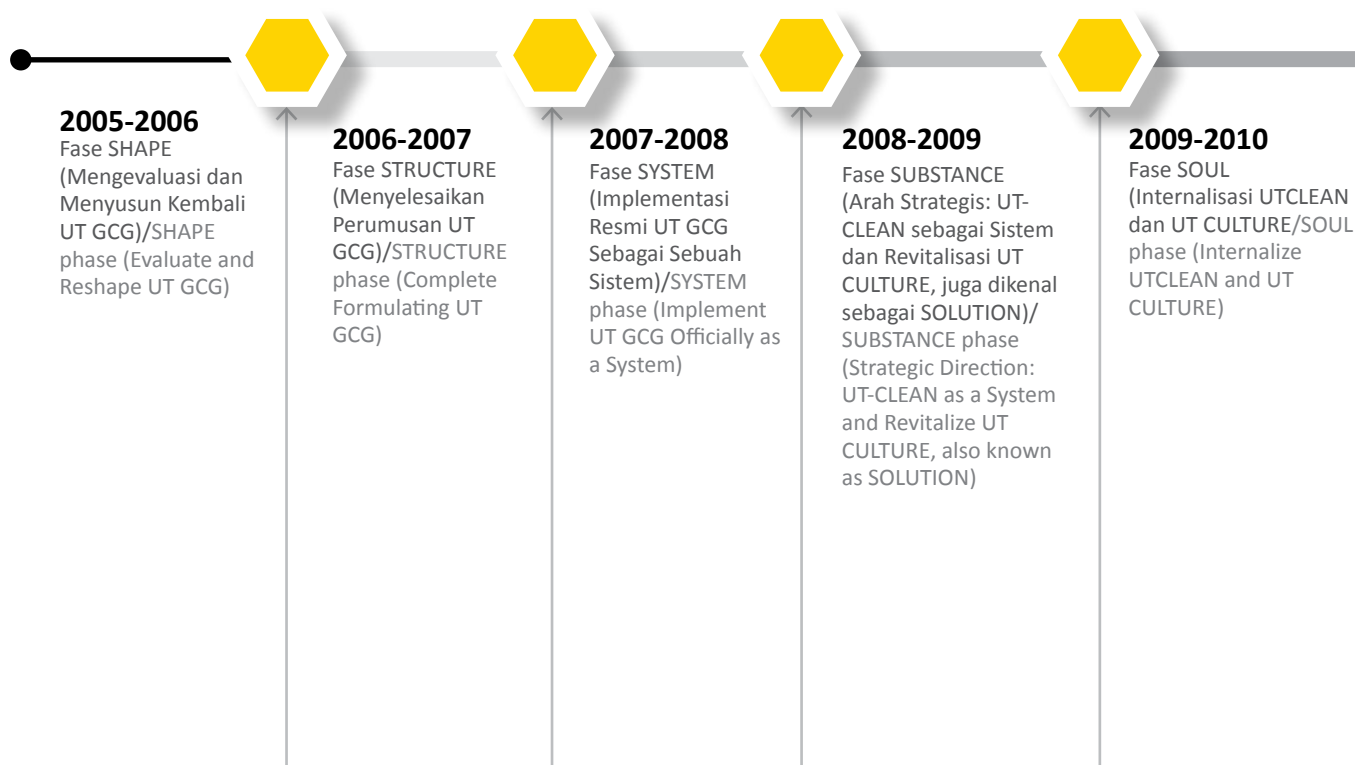 2005-2006
Fase SHAPE
(Mengevaluasi dan
Menyusun Kembali
UT GCG)/SHAPE
phase (Evaluate and
Reshape UT GCG)
2006-2007
Fase STRUCTURE
(Menyelesaikan
Perumusan UT
GCG)/STRUCTURE
phase (Complete
Formulating UT
GCG)
2007-2008
Fase SYSTEM
(Implementasi
Resmi UT GCG
Sebagai Sebuah
Sistem)/SYSTEM
phase (Implement
UT GCG Officially as
a System)
2008-2009
Fase SUBSTANCE
(Arah Strategis: UT-
CLEAN sebagai Sistem
dan Revitalisasi UT
CULTURE, juga dikenal
sebagai SOLUTION)/
SUBSTANCE phase
(Strategic Direction:
UT-CLEAN as a System
and Revitalize UT
CULTURE, also known
as SOLUTION)
2009-2010
Fase SOUL
(Internalisasi UTCLEAN
dan UT CULTURE/SOUL
phase (Internalize
UTCLEAN and UT
CULTURE)